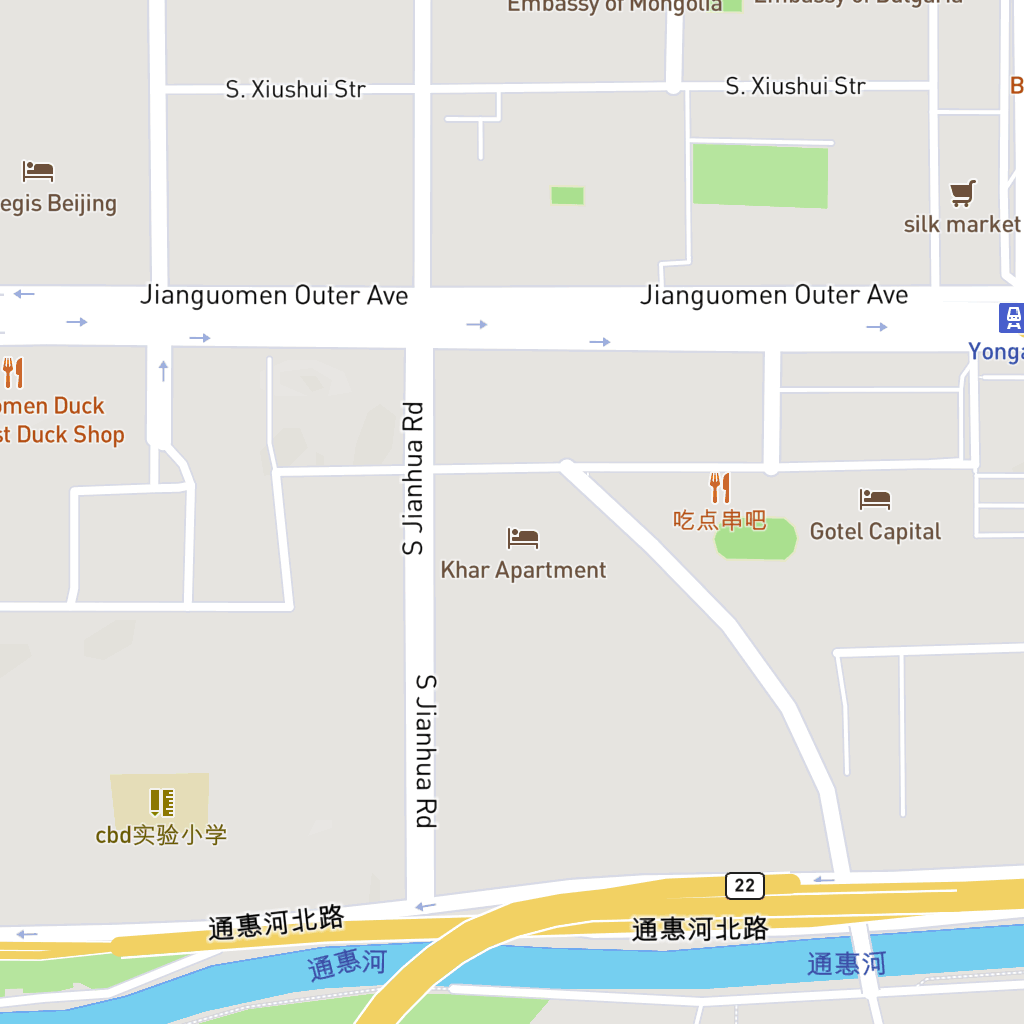 Embassy of Mongolia
Embassy of Bulgaria
S. Xiushui Str
S. Xiushui Str
B
egis Beijing
silk market
Jianguomen Outer Ave
Jianguomen Outer Ave
Yonga
omen Duck
st Duck Shop
S Jianhua Rd
吃点串吧
Gotel Capital
Khar Apartment
S Jianhua Rd
cbd实验小学
22
通惠河北路
通惠河北路
通惠河
通惠河